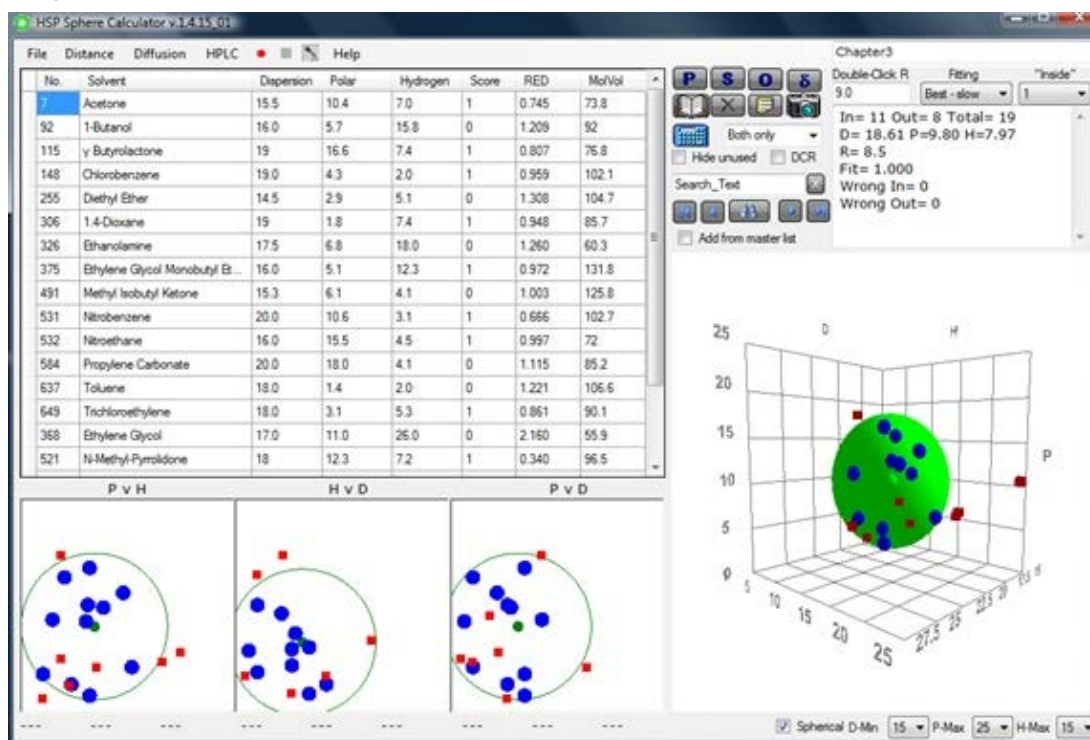 HSP Sphere Calculator v.1.4.15_01
File Distance Diffusion HPLC Help
No. Solvent Dispersion Polar Hydrogen Score RED MolVol
7 Acetone 15.5 10.4 7.0 1 0.745 73.8
92 1-Butanol 16.0 5.7 15.8 0 1.209 92
115 γ Butyrolactone 19 16.6 7.4 1 0.807 76.8
148 Chlorobenzene 19.0 4.3 2.0 1 0.959 102.1
255 Diethyl Ether 14.5 2.9 5.1 0 1.308 104.7
306 1.4-Dioxane 19 1.8 7.4 1 0.948 85.7
326 Ethanolamine 17.5 6.8 18.0 0 1.260 60.3
375 Ethylene Glycol Monobutyl Et... 16.0 5.1 12.3 1 0.972 131.8
491 Methyl Isobutyl Ketone 15.3 6.1 4.1 0 1.003 125.8
531 Nitrobenzene 20.0 10.6 3.1 1 0.666 102.7
532 Nitroethane 16.0 15.5 4.5 1 0.997 72
584 Propylene Carbonate 20.0 18.0 4.1 0 1.115 85.2
637 Toluene 18.0 1.4 2.0 0 1.221 106.6
649 Trichloroethylene 18.0 3.1 5.3 1 0.861 90.1
368 Ethylene Glycol 17.0 11.0 26.0 0 2.160 55.9
521 N-Methyl-Pyrrolidone 18 12.3 7.2 1 0.340 96.5
P v H H v D P v D
Chapter3
Double-Click R Fitting "Inside"
9.0 Best - slow 1
P S O δ
Both only
Hide unused DCR
Search_Text
Add from master list
In= 11 Out= 8 Total= 19
D= 18.61 P=9.80 H=7.97
R= 8.5
Fit= 1.000
Wrong In= 0
Wrong Out= 0
D H
25
20
15
P
10
5
0
5 10 15 20 25
27.5 25 22.5 20
--- --- --- --- --- --- --- --- ---
Spherical D-Min 15 P-Max 25 H-Max 15